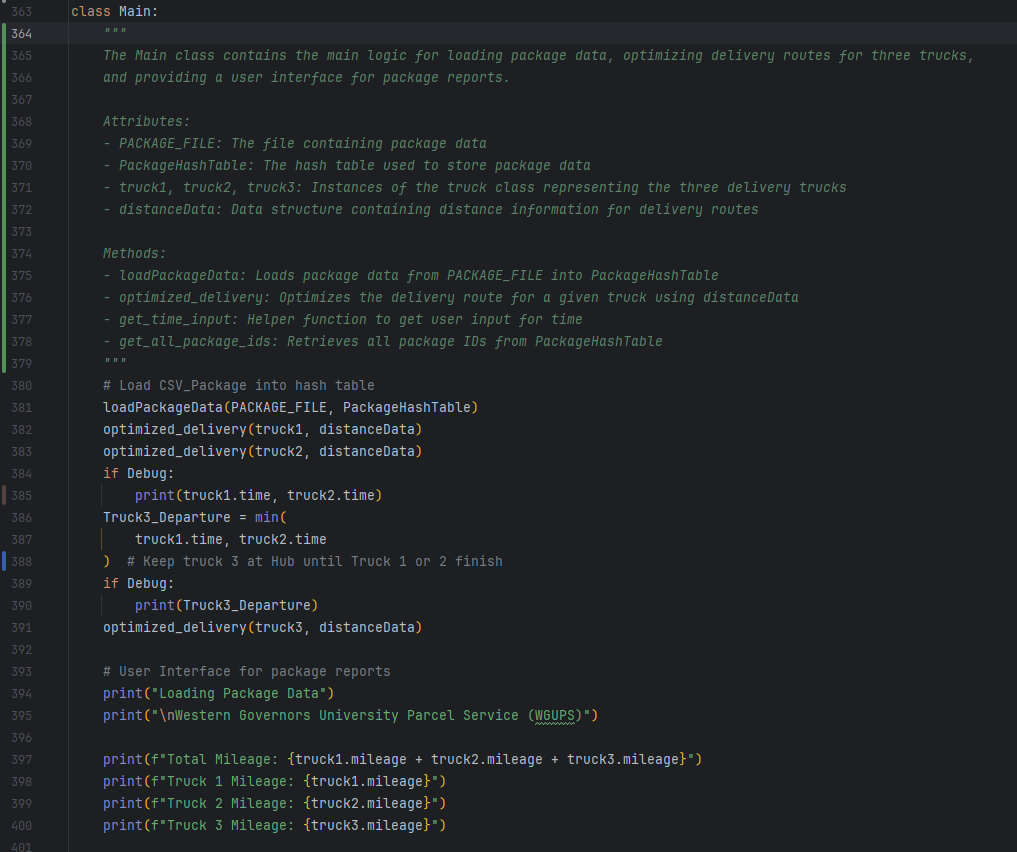 363 class Main:
364 """
365 The Main class contains the main logic for loading package data, optimizing delivery routes for three trucks,
366 and providing a user interface for package reports.
367
368 Attributes:
369 - PACKAGE_FILE: The file containing package data
370 - PackageHashTable: The hash table used to store package data
371 - truck1, truck2, truck3: Instances of the truck class representing the three delivery trucks
372 - distanceData: Data structure containing distance information for delivery routes
373
374 Methods:
375 - loadPackageData: Loads package data from PACKAGE_FILE into PackageHashTable
376 - optimized_delivery: Optimizes the delivery route for a given truck using distanceData
377 - get_time_input: Helper function to get user input for time
378 - get_all_package_ids: Retrieves all package IDs from PackageHashTable
379 """
380 # Load CSV_Package into hash table
381 loadPackageData(PACKAGE_FILE, PackageHashTable)
382 optimized_delivery(truck1, distanceData)
383 optimized_delivery(truck2, distanceData)
384 if Debug:
385 print(truck1.time, truck2.time)
386 Truck3_Departure = min(
387 truck1.time, truck2.time
388 ) # Keep truck 3 at Hub until Truck 1 or 2 finish
389 if Debug:
390 print(Truck3_Departure)
391 optimized_delivery(truck3, distanceData)
392
393 # User Interface for package reports
394 print("Loading Package Data")
395 print("\nWestern Governors University Parcel Service (WGUPS)")
396
397 print(f"Total Mileage: {truck1.mileage + truck2.mileage + truck3.mileage}")
398 print(f"Truck 1 Mileage: {truck1.mileage}")
399 print(f"Truck 2 Mileage: {truck2.mileage}")
400 print(f"Truck 3 Mileage: {truck3.mileage}")
401